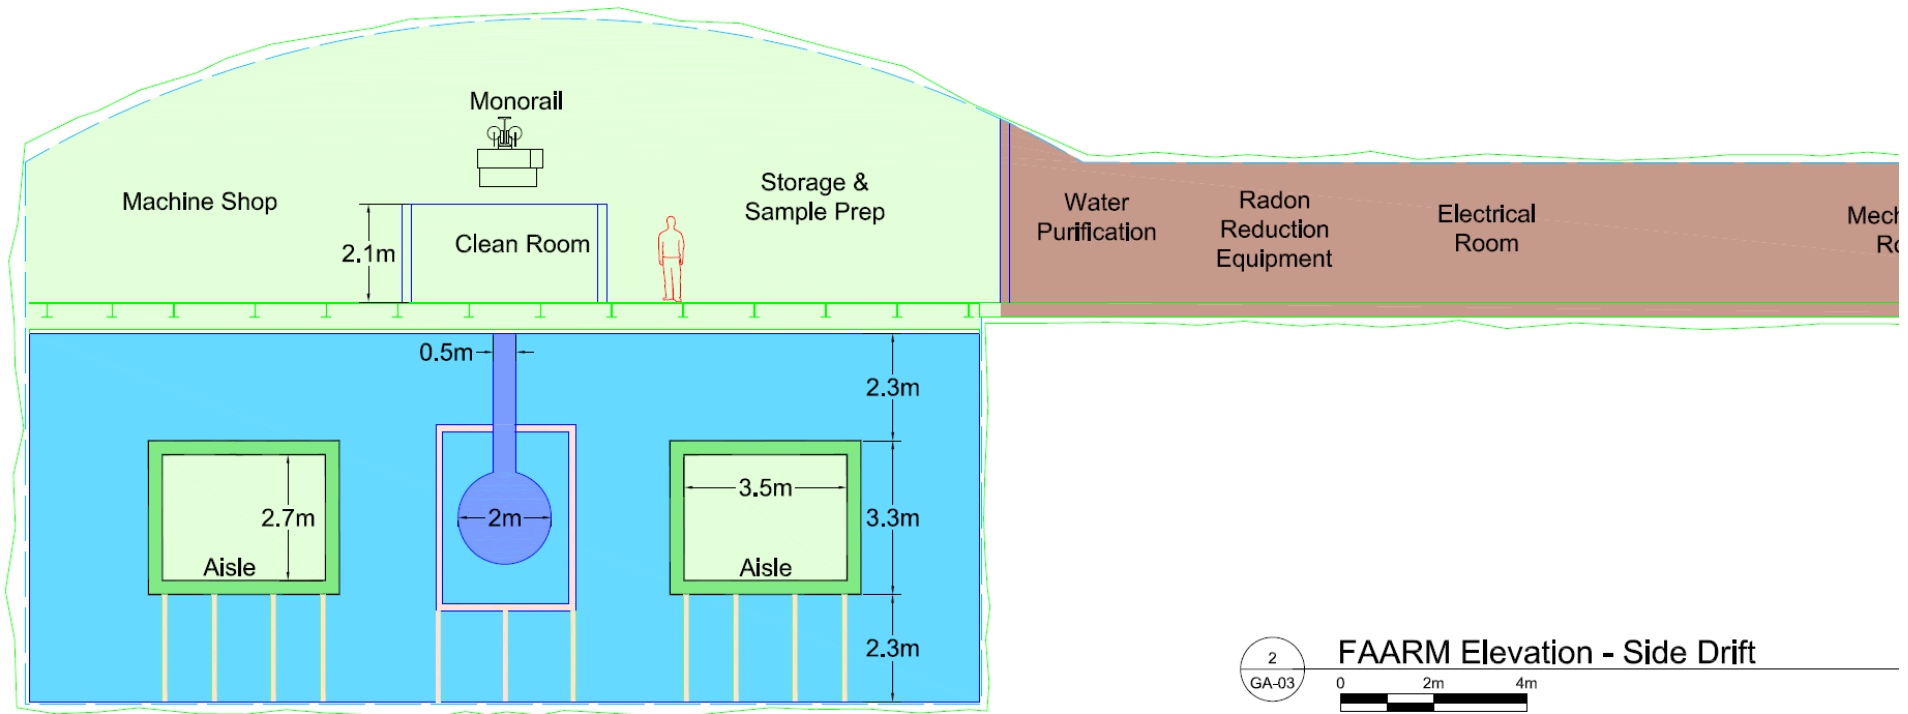 Monorail
Machine Shop
Storage &
Sample Prep
2.1m
Clean Room
Water
Purification
Radon
Reduction
Equipment
Electrical
Room
Mech
Ro
0.5m
2.3m
2.7m
2m
3.5m
3.3m
Aisle
Aisle
2.3m
2
GA-03
FAARM Elevation - Side Drift
0 2m 4m